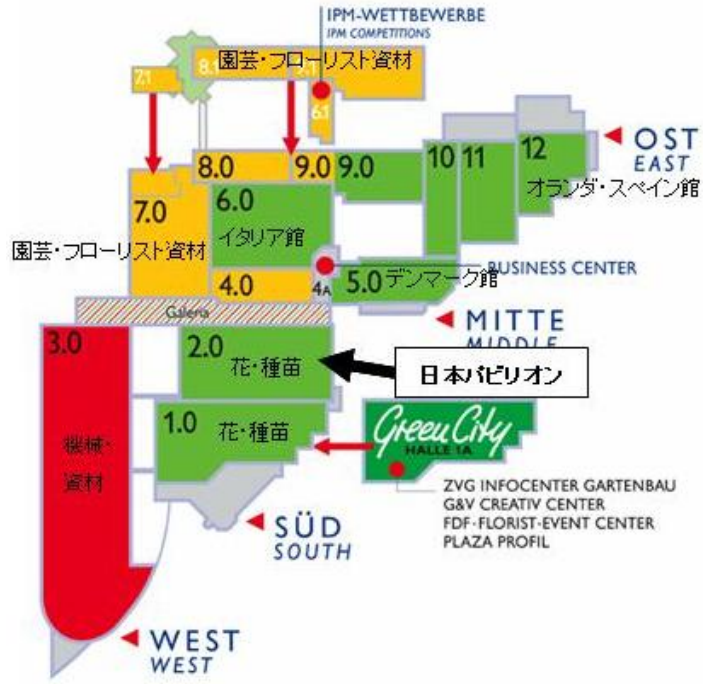 IPM-WETTBEWERBE
IPM COMPETITIONS
7.1
8.1
園芸・フローリスト資材
9.1
6.1
OST
EAST
8.0
9.0
9.0
10
11
12
オランダ・スペイン館
7.0
6.0
イタリア館
園芸・フローリスト資材
BUSINESS CENTER
4.0
4A
5.0
デンマーク館
Galeria
MITTE
MIDDLE
3.0
2.0
花・種苗
日本パビリオン
1.0
花・種苗
機械・
資材
Green City
HALLE 1A
ZVG INFOCENTER GARTENBAU
G&V CREATIV CENTER
FDF-FLORIST-EVENT CENTER
PLAZA PROFIL
SÜD
SOUTH
WEST
WEST